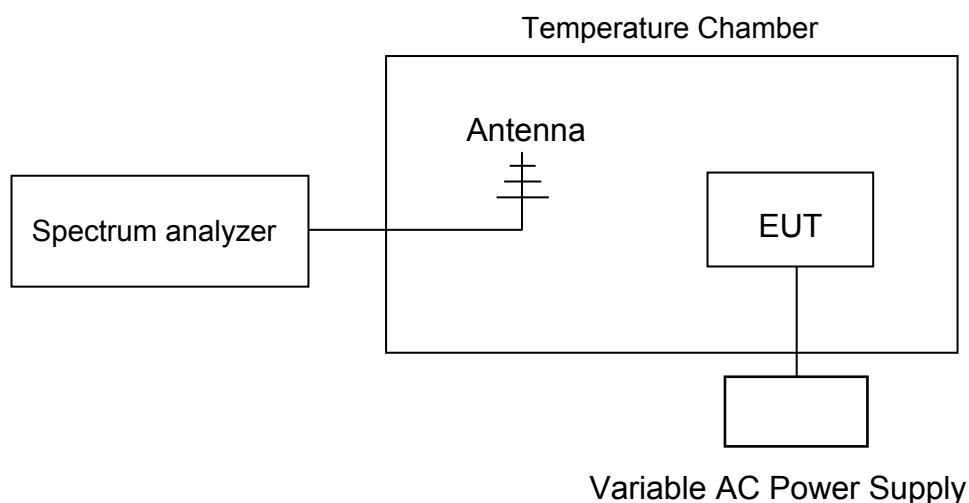 Temperature Chamber
Antenna
Spectrum analyzer
EUT
Variable AC Power Supply